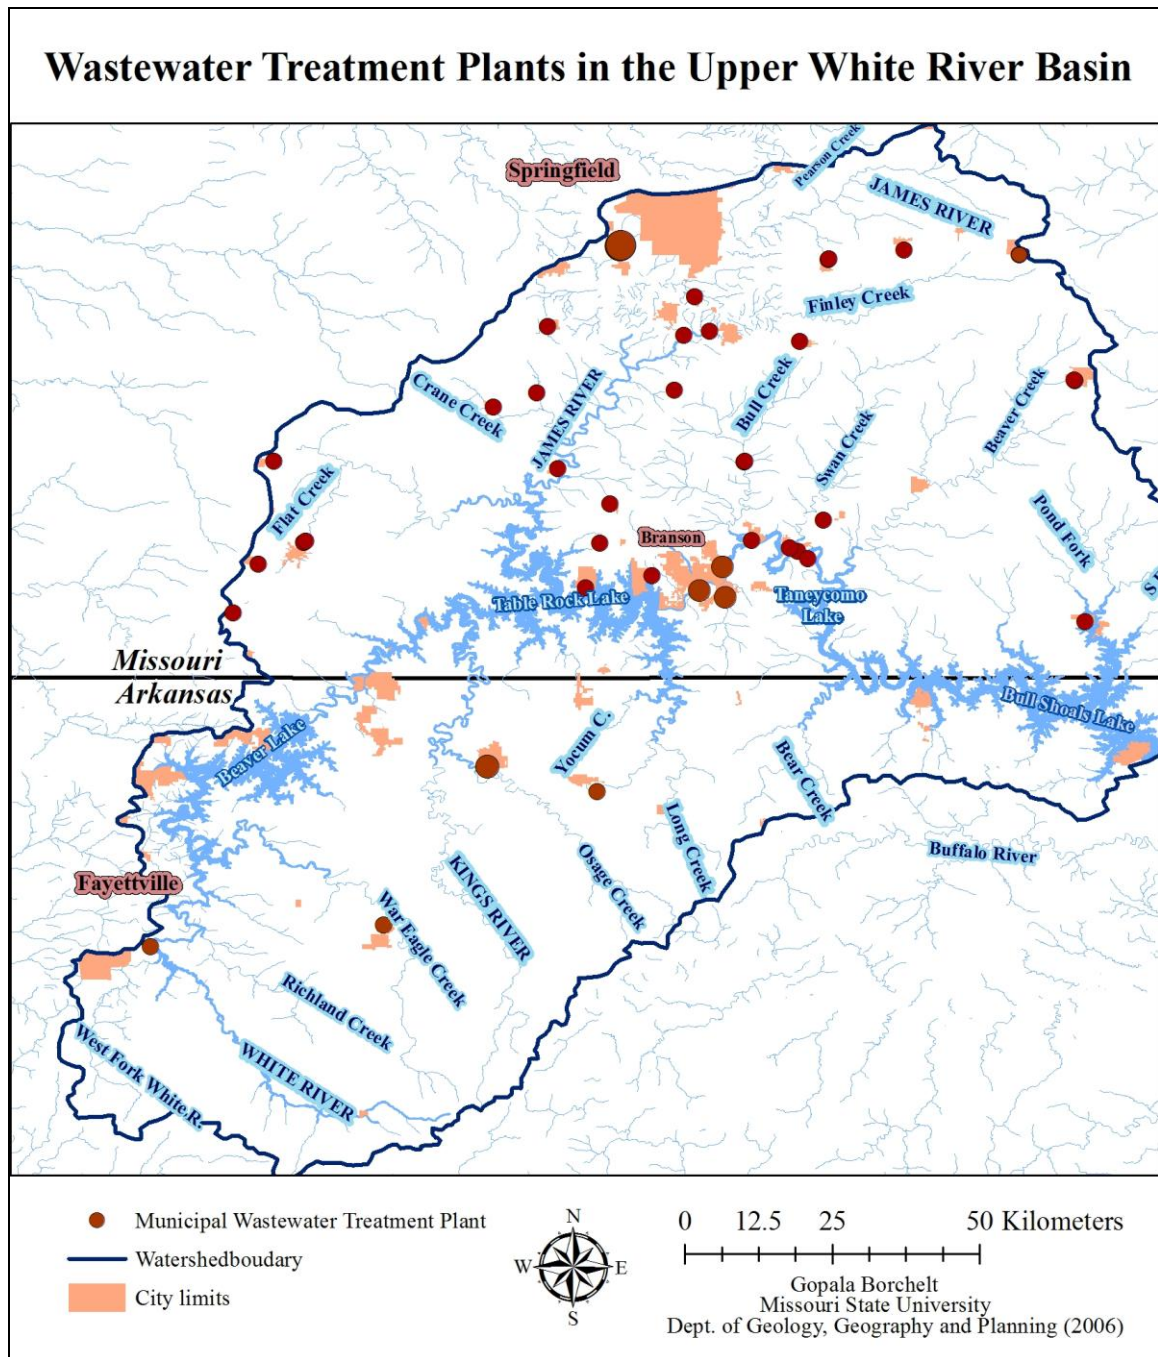 Wastewater Treatment Plants in the Upper White River Basin
Pearson Creek
Springfield
JAMES RIVER
Finley Creek
Crane Creek
JAMES RIVER
Bull Creek
Beaver Creek
Swan Creek
Flat Creek
Pond Fork
Branson
Table Rock Lake
Taneycomo
Lake
Missouri
Arkansas
Bull Shoals Lake
Beaver Lake
Yocum C.
Bear Creek
Long Creek
Buffalo River
Osage Creek
KINGS RIVER
Fayettville
War Eagle Creek
Richland Creek
WHITE RIVER
West Fork White R.
Municipal Wastewater Treatment Plant
Watershedboudary
City limits
N
W
E
S
0 12.5 25 50 Kilometers
Gopala Borchelt
Missouri State University
Dept. of Geology, Geography and Planning (2006)